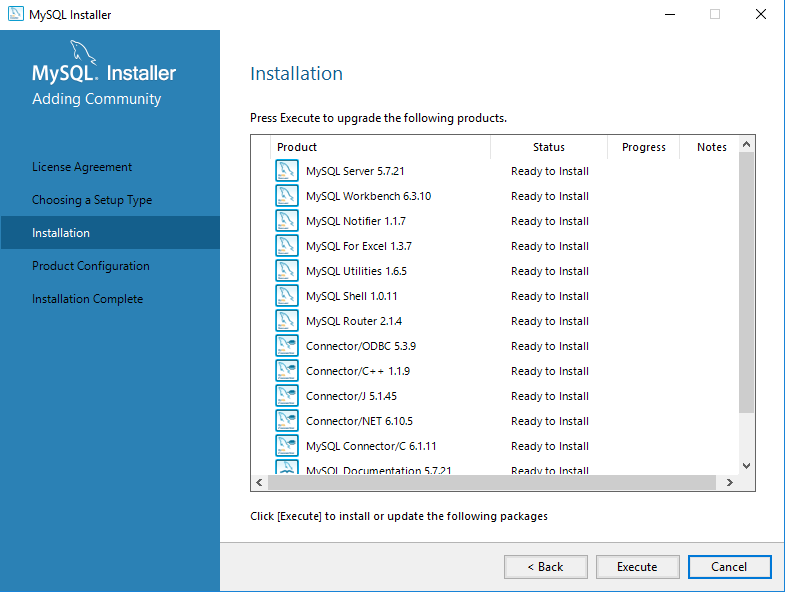 MySQL Installer
MySQL. Installer
Adding Community
License Agreement
Choosing a Setup Type
Installation
Product Configuration
Installation Complete
Installation
Press Execute to upgrade the following products.
Product Status Progress Notes
MySQL Server 5.7.21 Ready to Install
MySQL Workbench 6.3.10 Ready to Install
MySQL Notifier 1.1.7 Ready to Install
MySQL For Excel 1.3.7 Ready to Install
MySQL Utilities 1.6.5 Ready to Install
MySQL Shell 1.0.11 Ready to Install
MySQL Router 2.1.4 Ready to Install
Connector/ODBC 5.3.9 Ready to Install
Connector/C++ 1.1.9 Ready to Install
Connector/J 5.1.45 Ready to Install
Connector/NET 6.10.5 Ready to Install
MySQL Connector/C 6.1.11 Ready to Install
MySQL Documentation 5.7.21 Ready to Install
Click [Execute] to install or update the following packages
< Back Execute Cancel